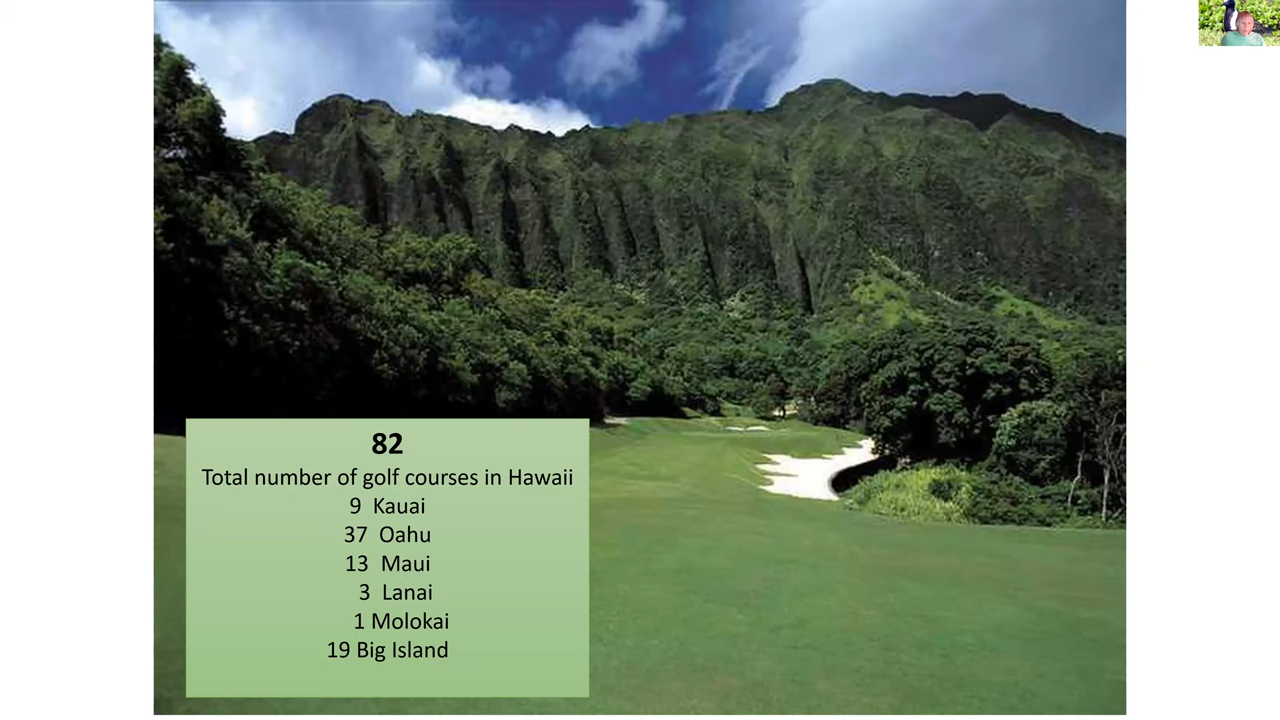 82
Total number of golf courses in Hawaii
9 Kauai
37 Oahu
13 Maui
3 Lanai
1 Molokai
19 Big Island